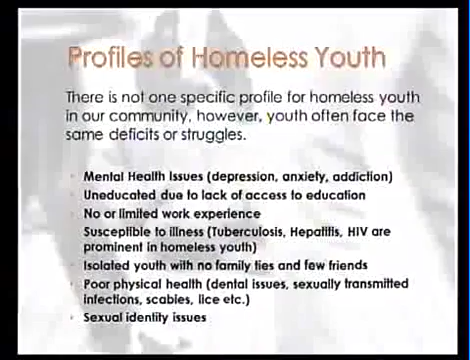 Profiles of Homeless Youth
There is not one specific profile for homeless youth
in our community, however, youth often face the
same deficits or struggles.
Mental Health Issues (depression, anxiety, addiction)
Uneducated due to lack of access to education
No or limited work experience
Susceptible to illness (Tuberculosis, Hepatitis, HIV are
prominent in homeless youth)
Isolated youth with no family ties and few friends
Poor physical health (dental issues, sexually transmitted
infections, scabies, lice etc.)
Sexual identity issues